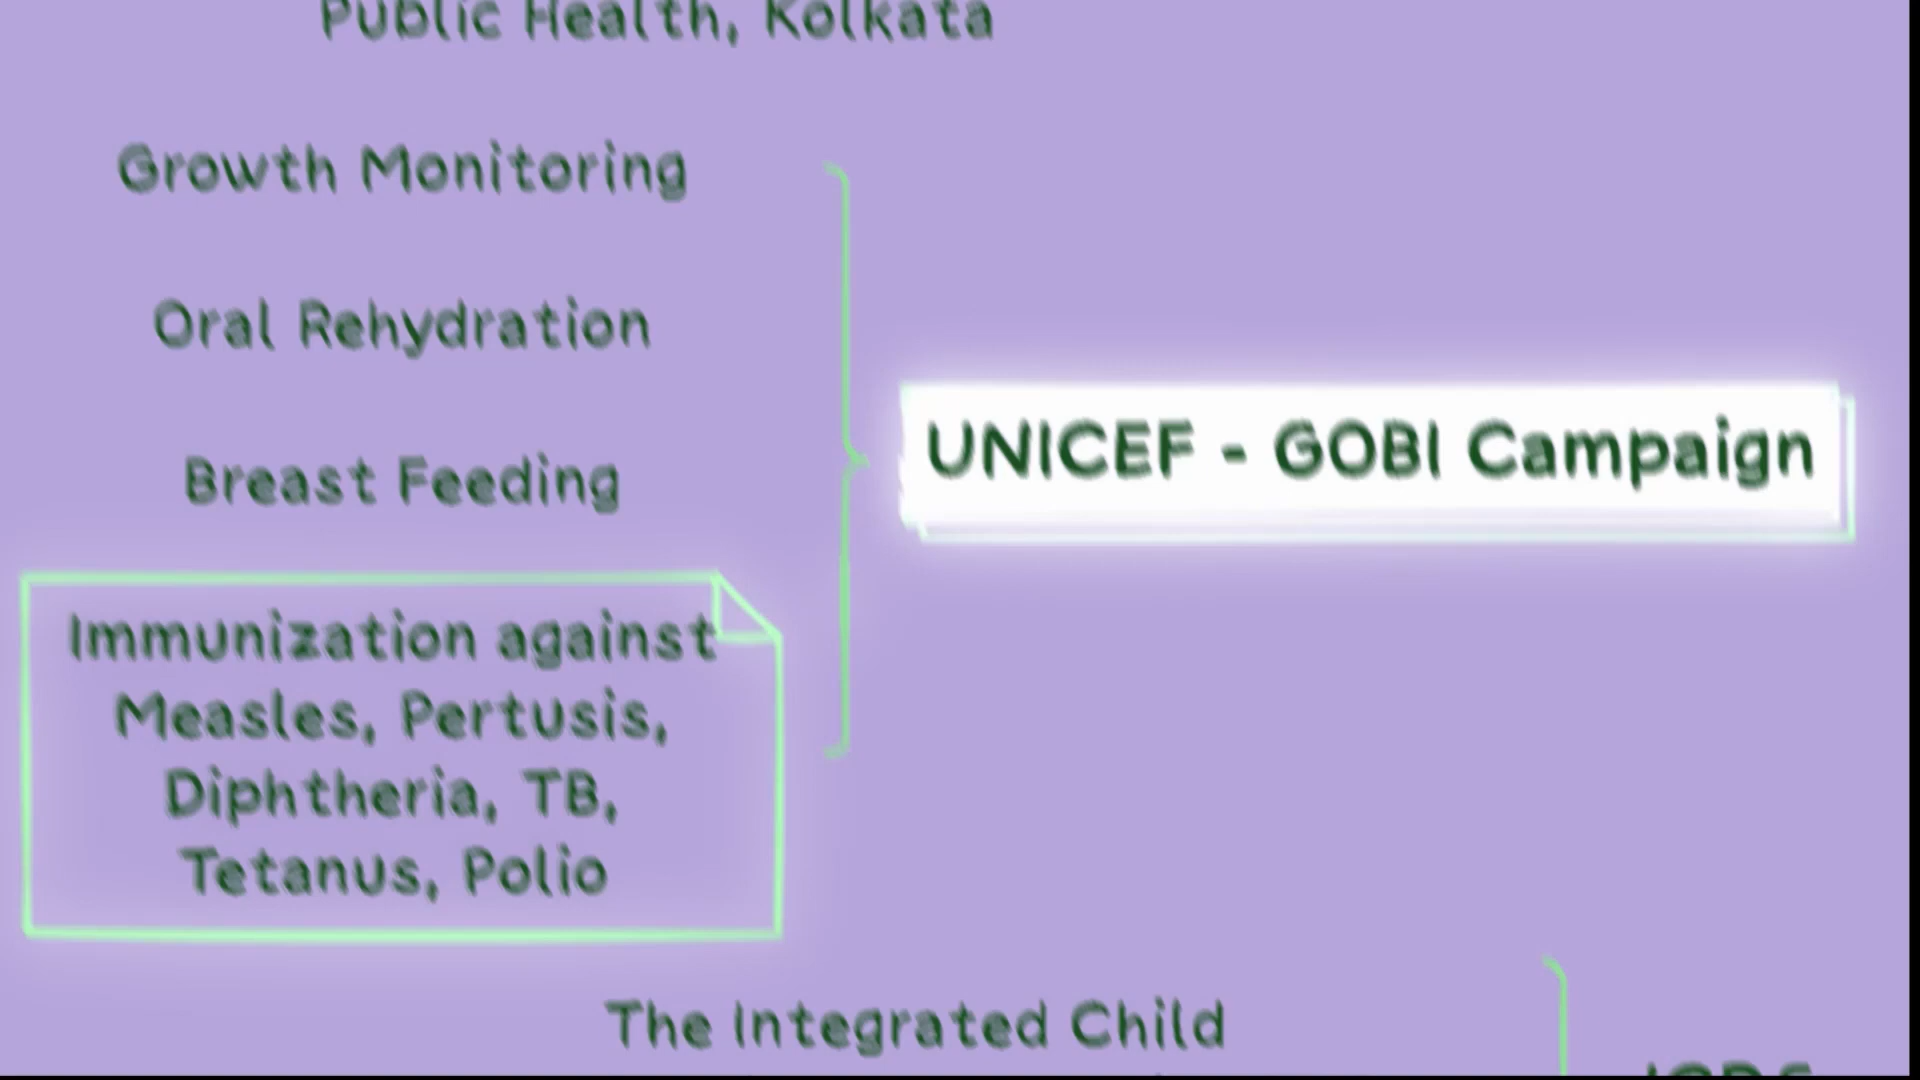 Public Health, Kolkata
Growth Monitoring
Oral Rehydration
Breast Feeding
UNICEF - GOBI Campaign
Immunization against
Measles, Pertusis,
Diphtheria, TB,
Tetanus, Polio
The Integrated Child